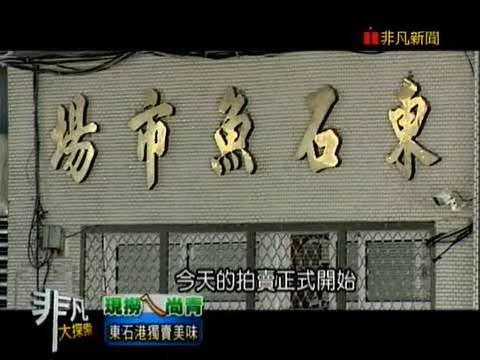 非凡新聞
東石魚市場
今天的拍賣正式開始
非凡大探索
現撈ㄟ尚青
東石港獨賣美味